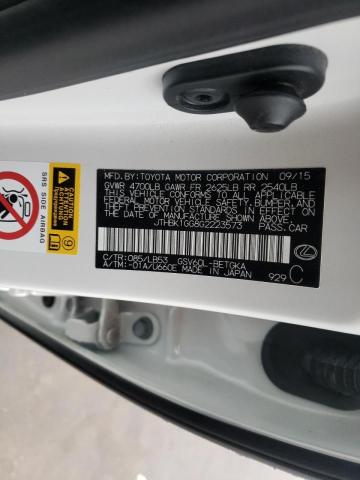 MFD.BY:TOYOTA MOTOR CORPORATION 09/15
GVWR 4700LB GAWR FR 2625LB RR 2540LB
THIS VEHICLE CONFORMS TO ALL APPLICABLE
FEDERAL MOTOR VEHICLE SAFETY, BUMPER, AND
THEFT PREVENTION STANDARDS IN EFFECT ON
THE DATE OF MANUFACTURE SHOWN ABOVE.
JTHBK1GG8G2223573
C/TR:085/LB53 GSV60L-BETGKA
A/TM:-01A/U660E MADE IN JAPAN 929 C
SRS SIDE AIRBAG
CAUTION